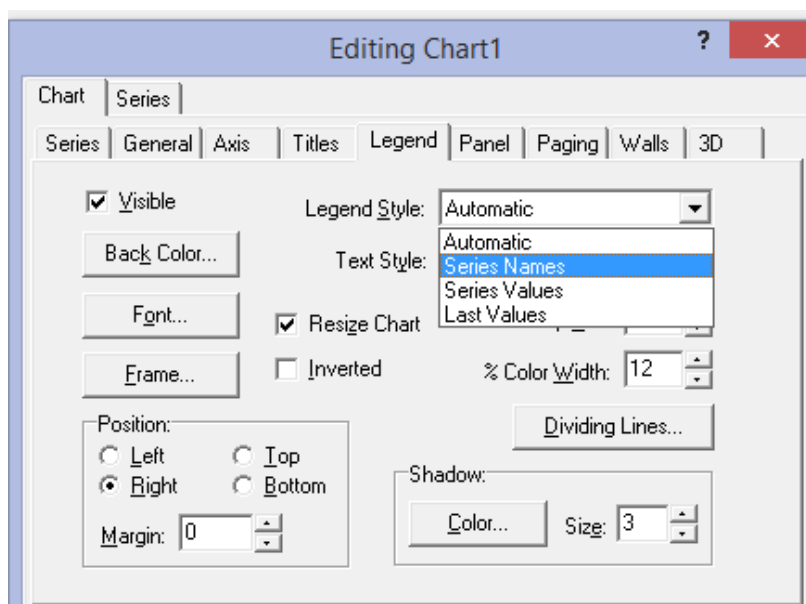 Editing Chart1
?
Chart Series
Series General Axis Titles Legend Panel Paging Walls 3D
Visible
Legend Style: Automatic
Automatic
Back Color...
Text Style:
Series Names
Series Values
Last Values
Font...
Resize Chart
Inverted
% Color Width: 12
Frame...
Dividing Lines...
Position:
Left Top
Right Bottom
Margin: 0
Shadow:
Color... Size: 3